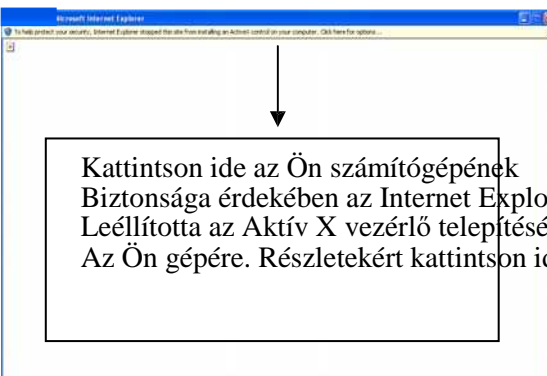 Microsoft Internet Explorer
To help protect your security, Internet Explorer stopped this site from installing an ActiveX control on your computer. Click here for options...
Kattintson ide az Ön számítógépének
Biztonsága érdekében az Internet Explo
Leéllította az Aktív X vezérlő telepítésé
Az Ön gépére. Részletekért kattintson id